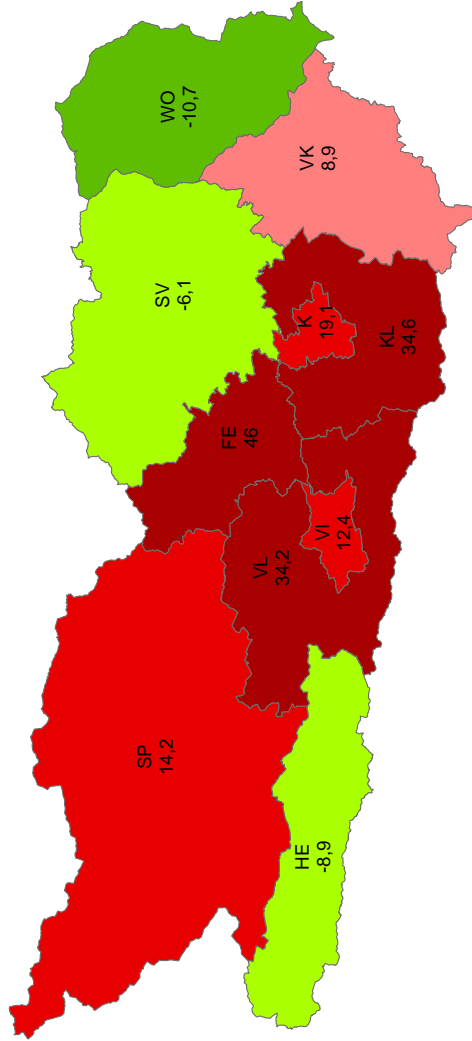 SP
14,2
SV
-6,1
WO
-10,7
FE
46
VL
34,2
HE
-8,9
VI
12,4
K
19,1
VK
8,9
KL
34,6